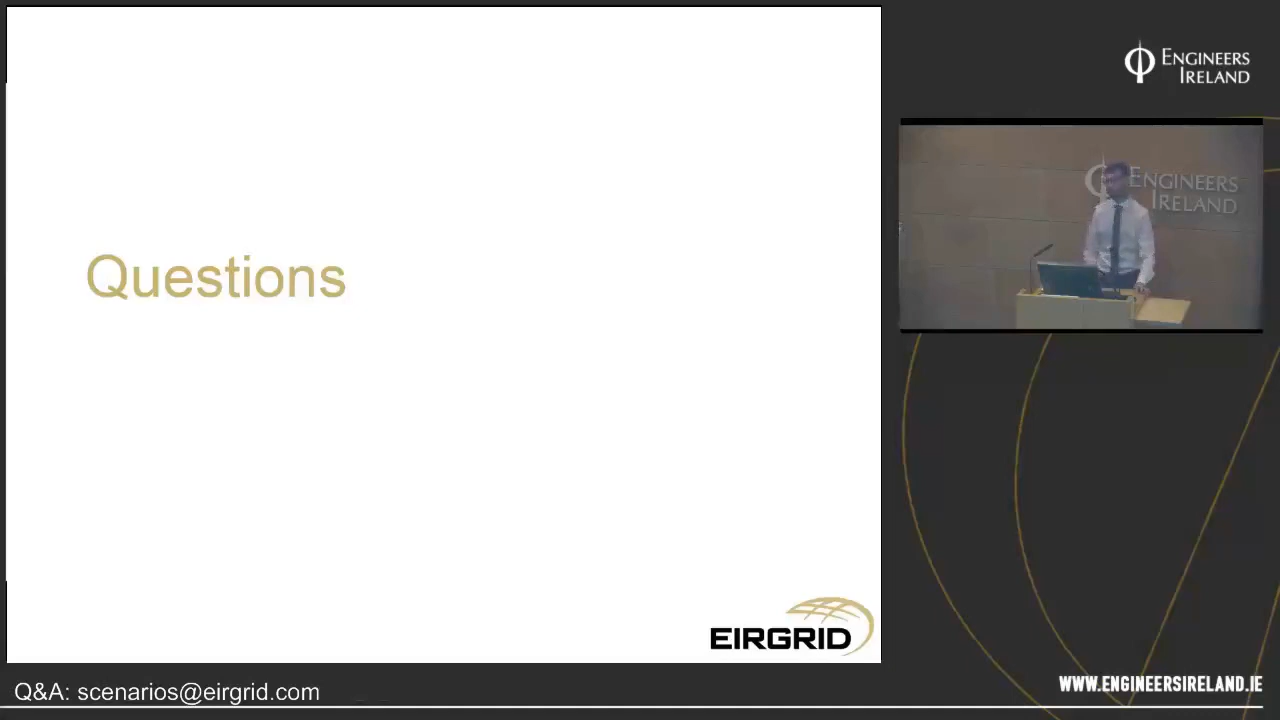 Questions
EIRGRID
ENGINEERS
IRELAND
ENGINEERS
IRELAND
Q&A: scenarios@eirgrid.com
WWW.ENGINEERSIRELAND.IE